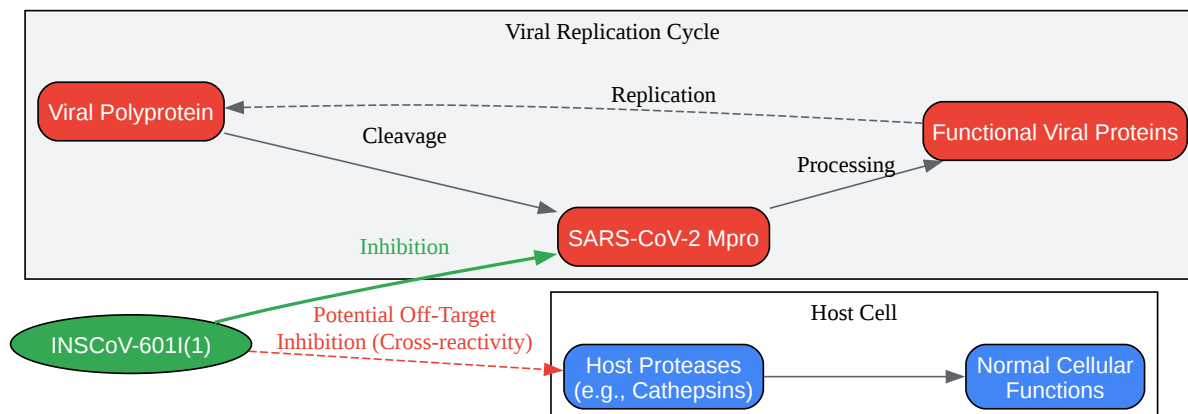 Viral Replication Cycle
Viral Polyprotein
Replication
Cleavage
Functional Viral Proteins
Processing
SARS-CoV-2 Mpro
Inhibition
INSCoV-601I(1)
Potential Off-Target
Inhibition (Cross-reactivity)
Host Cell
Host Proteases
(e.g., Cathepsins)
Normal Cellular
Functions